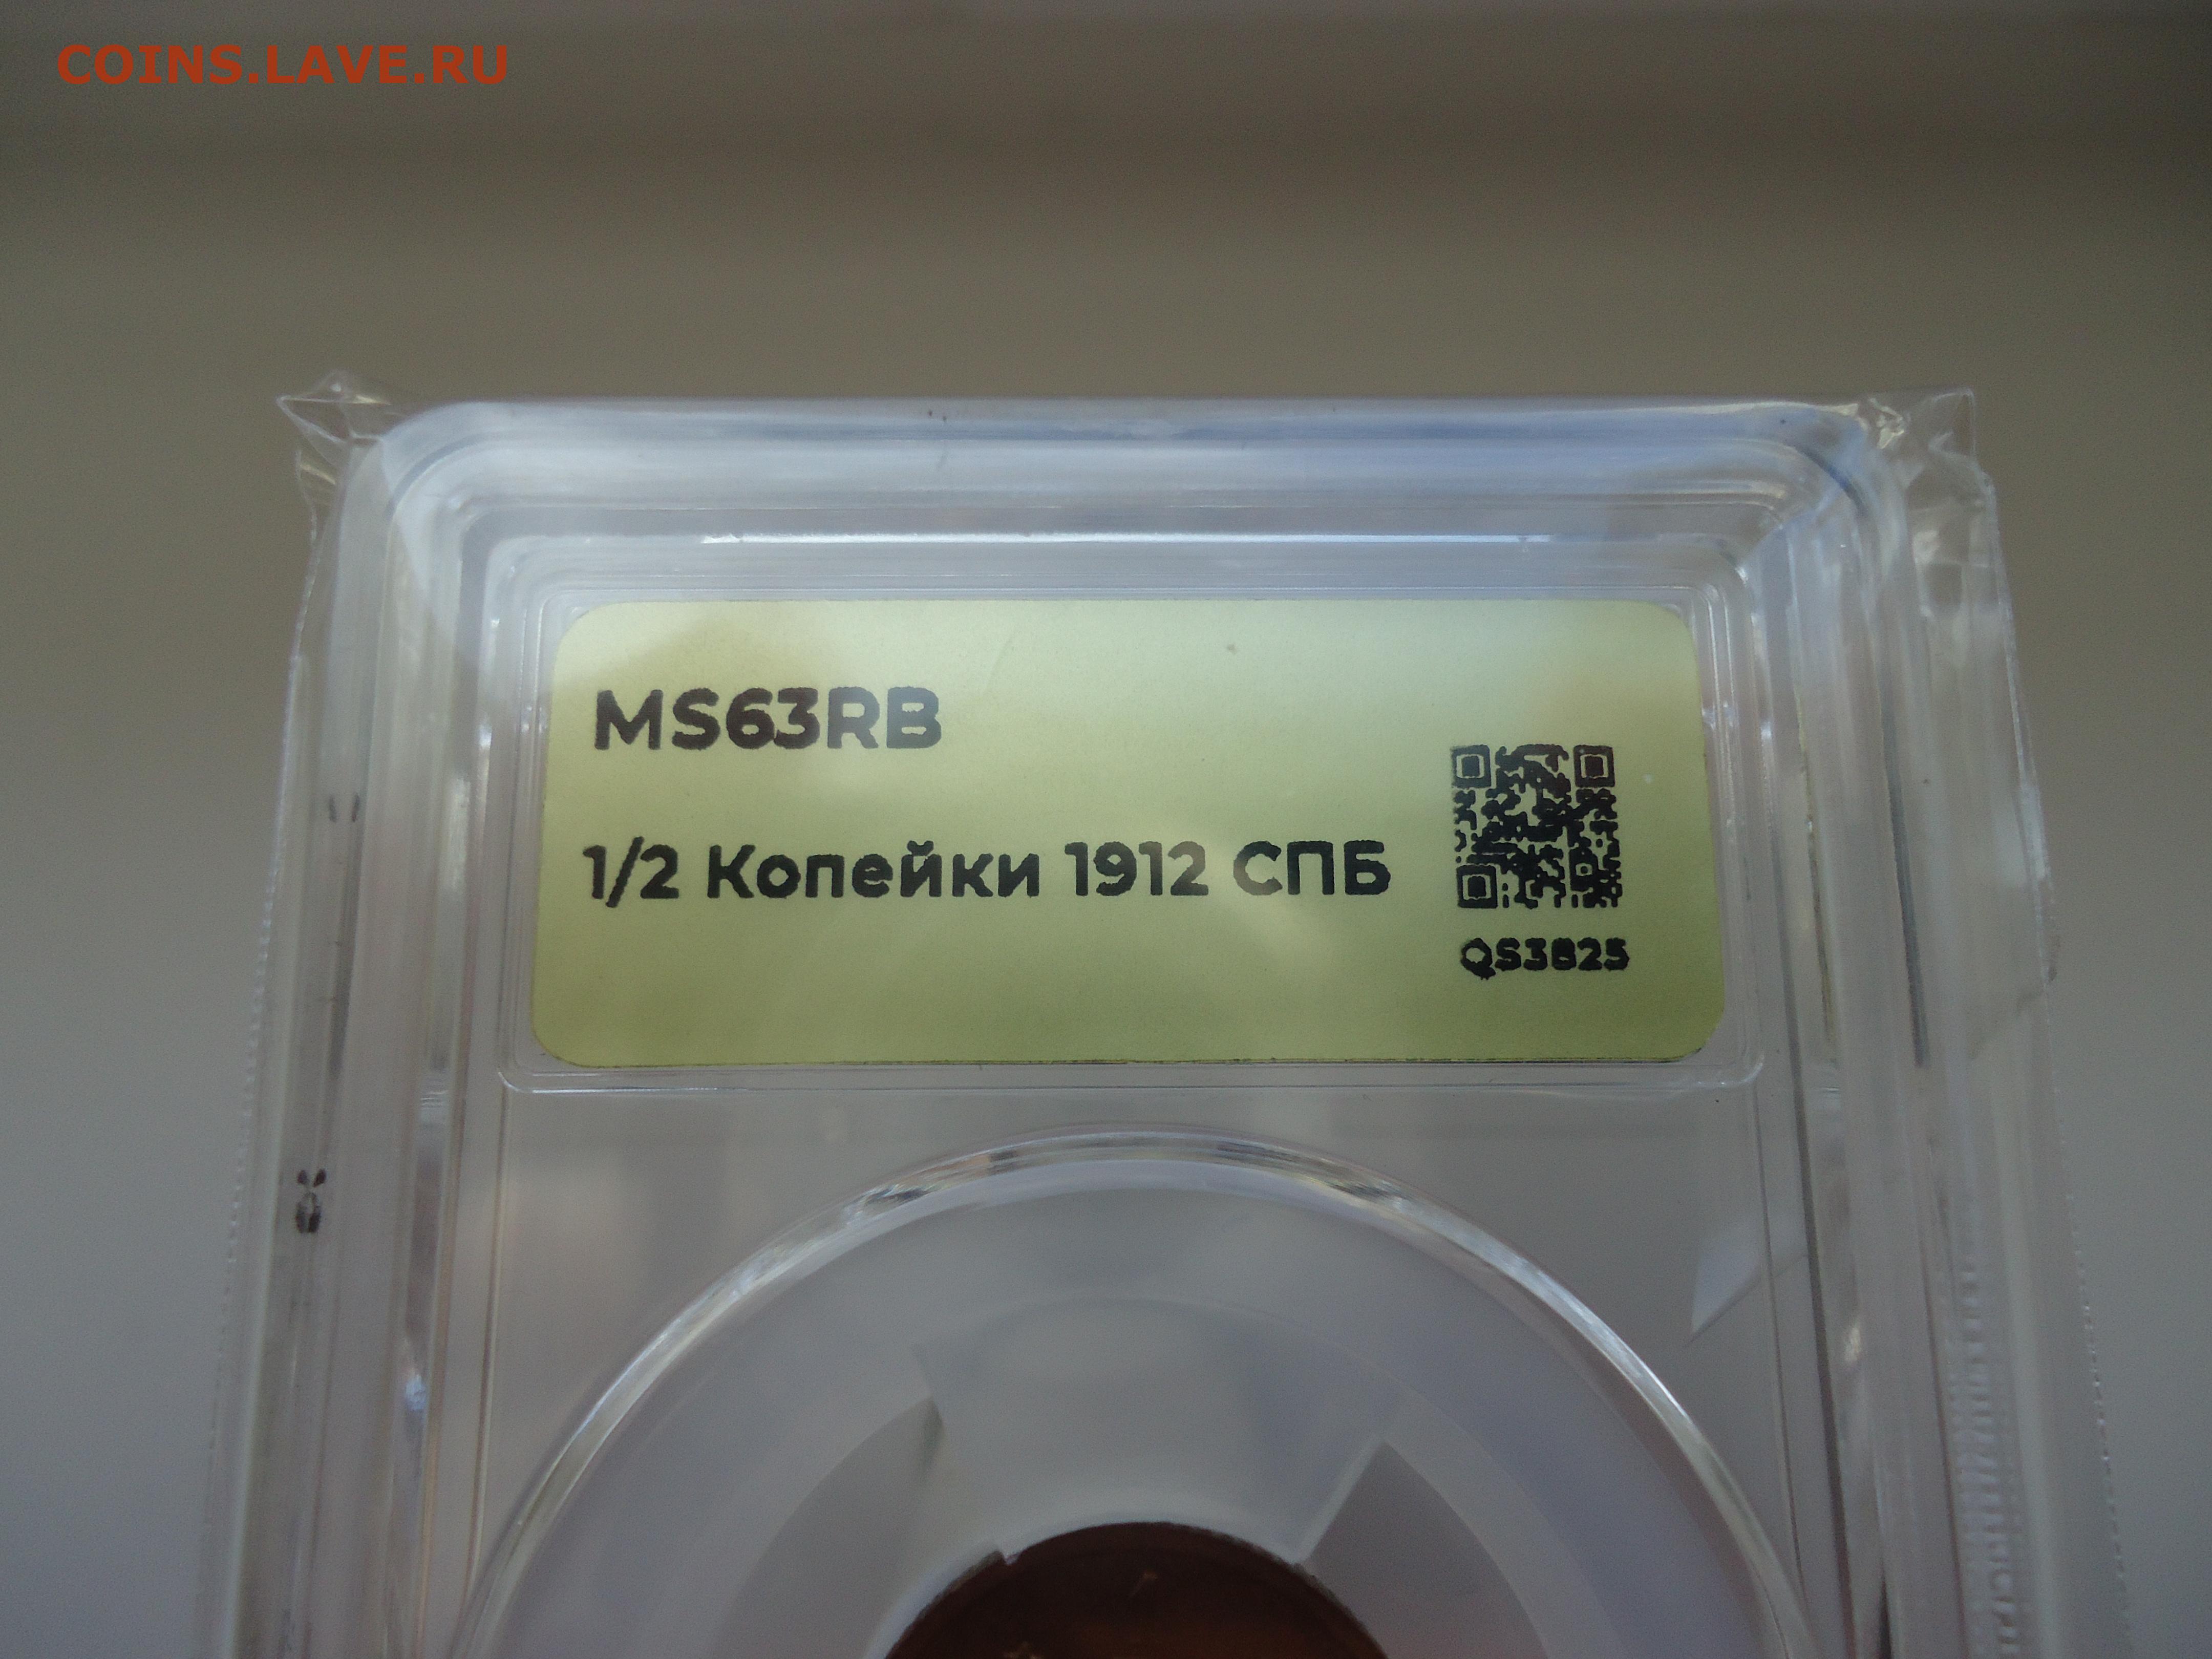 COINS.LAVE.RU
MS63RB
1/2 Копейки 1912 СПБ
QS3825